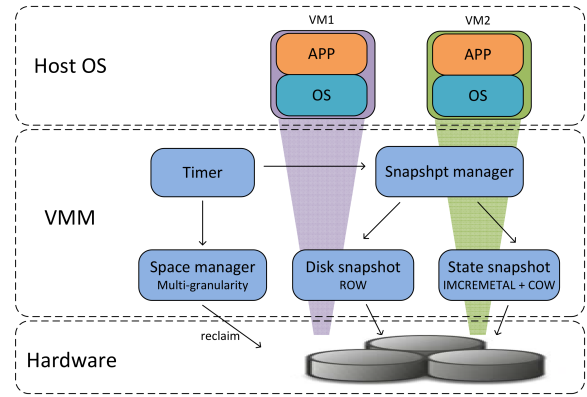 VM1
VM2
Host OS
APP
APP
OS
OS
VMM
Timer
Snapshpt manager
Space manager
Multi-granularity
Disk snapshot
ROW
State snapshot
IMCREMETAL + COW
reclaim
Hardware